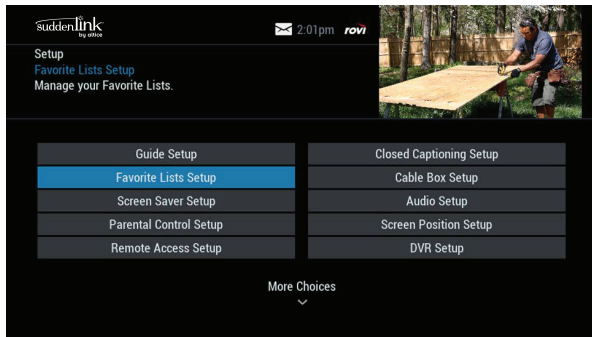 suddenlink
by altice
2:01pm rovi
Setup
Favorite Lists Setup
Manage your Favorite Lists.
Guide Setup
Closed Captioning Setup
Favorite Lists Setup
Cable Box Setup
Screen Saver Setup
Audio Setup
Parental Control Setup
Screen Position Setup
Remote Access Setup
DVR Setup
More Choices